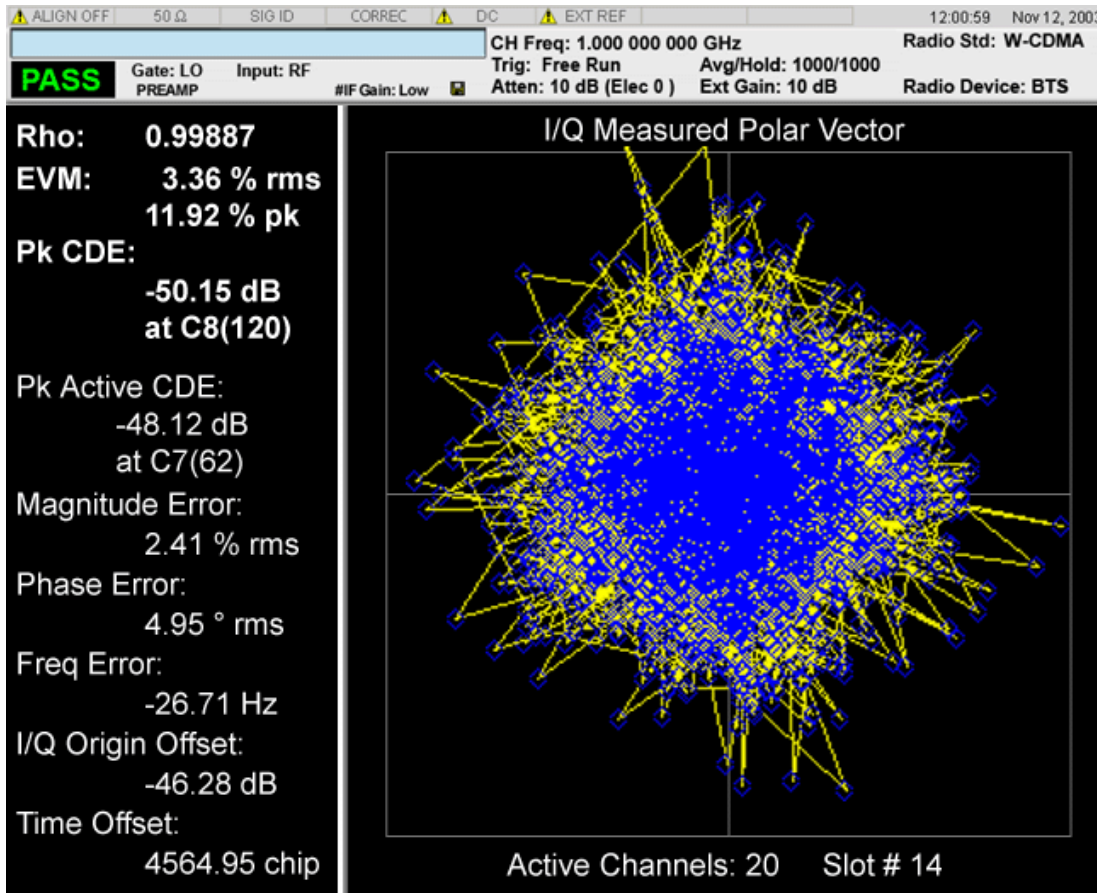 ALIGN OFF 50 Ω SIG ID CORREC DC EXT REF 12:00:59 Nov 12, 2003
CH Freq: 1.000 000 000 GHz Radio Std: W-CDMA
PASS Gate: LO Input: RF Trig: Free Run Avg/Hold: 1000/1000
PREAMP #IF Gain: Low Atten: 10 dB (Elec 0 ) Ext Gain: 10 dB Radio Device: BTS
I/Q Measured Polar Vector
Rho: 0.99887
EVM: 3.36 % rms
11.92 % pk
Pk CDE:
-50.15 dB
at C8(120)
Pk Active CDE:
-48.12 dB
at C7(62)
Magnitude Error:
2.41 % rms
Phase Error:
4.95 ° rms
Freq Error:
-26.71 Hz
I/Q Origin Offset:
-46.28 dB
Time Offset:
4564.95 chip
Active Channels: 20 Slot # 14